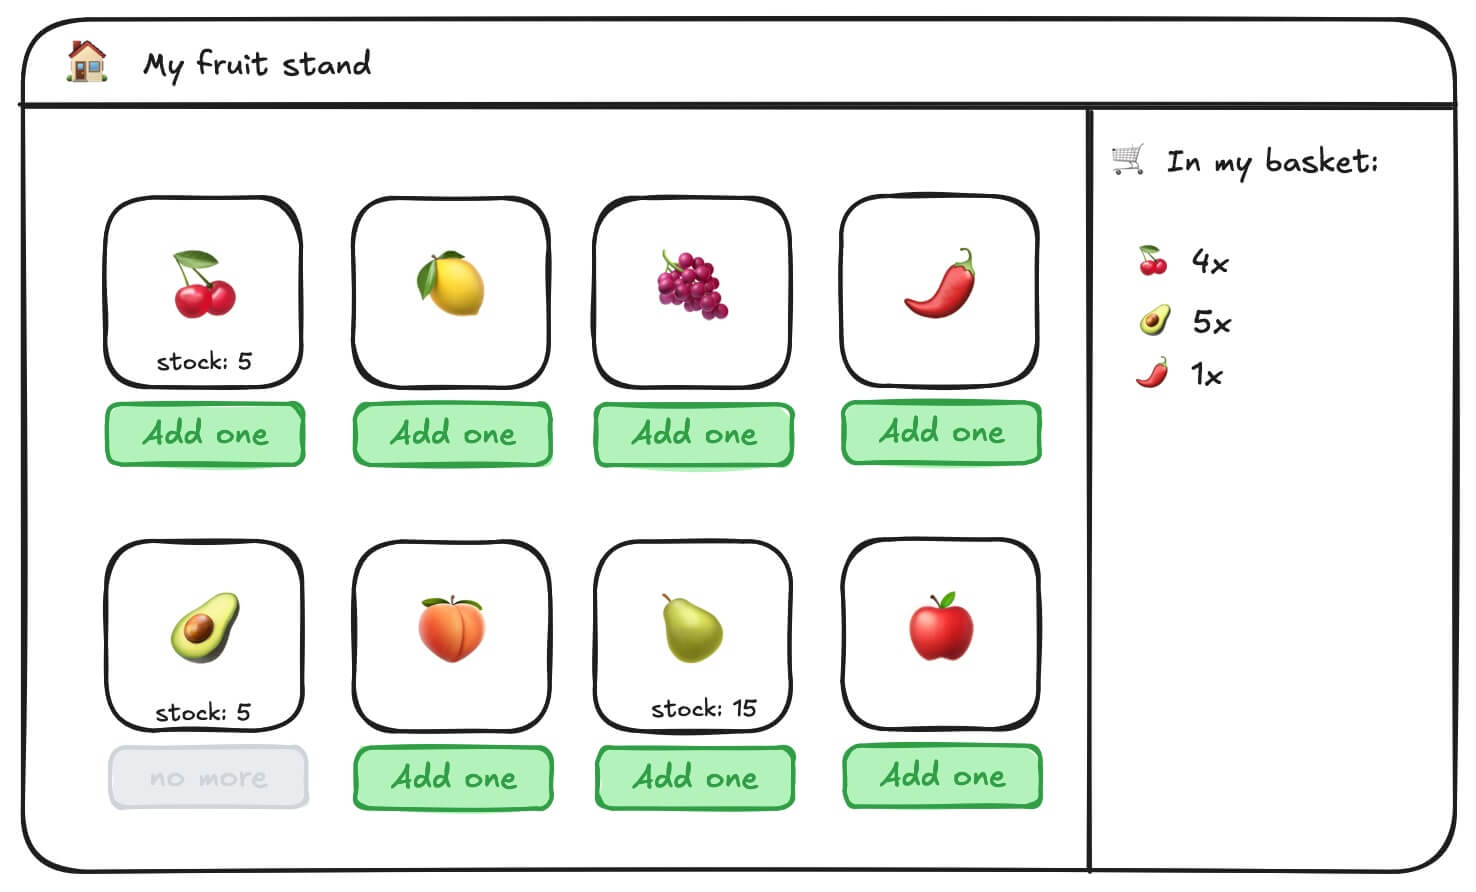 My fruit stand
In my basket:
4x
5x
1x
stock: 5
Add one
Add one
Add one
Add one
stock: 5
stock: 15
no more
Add one
Add one
Add one